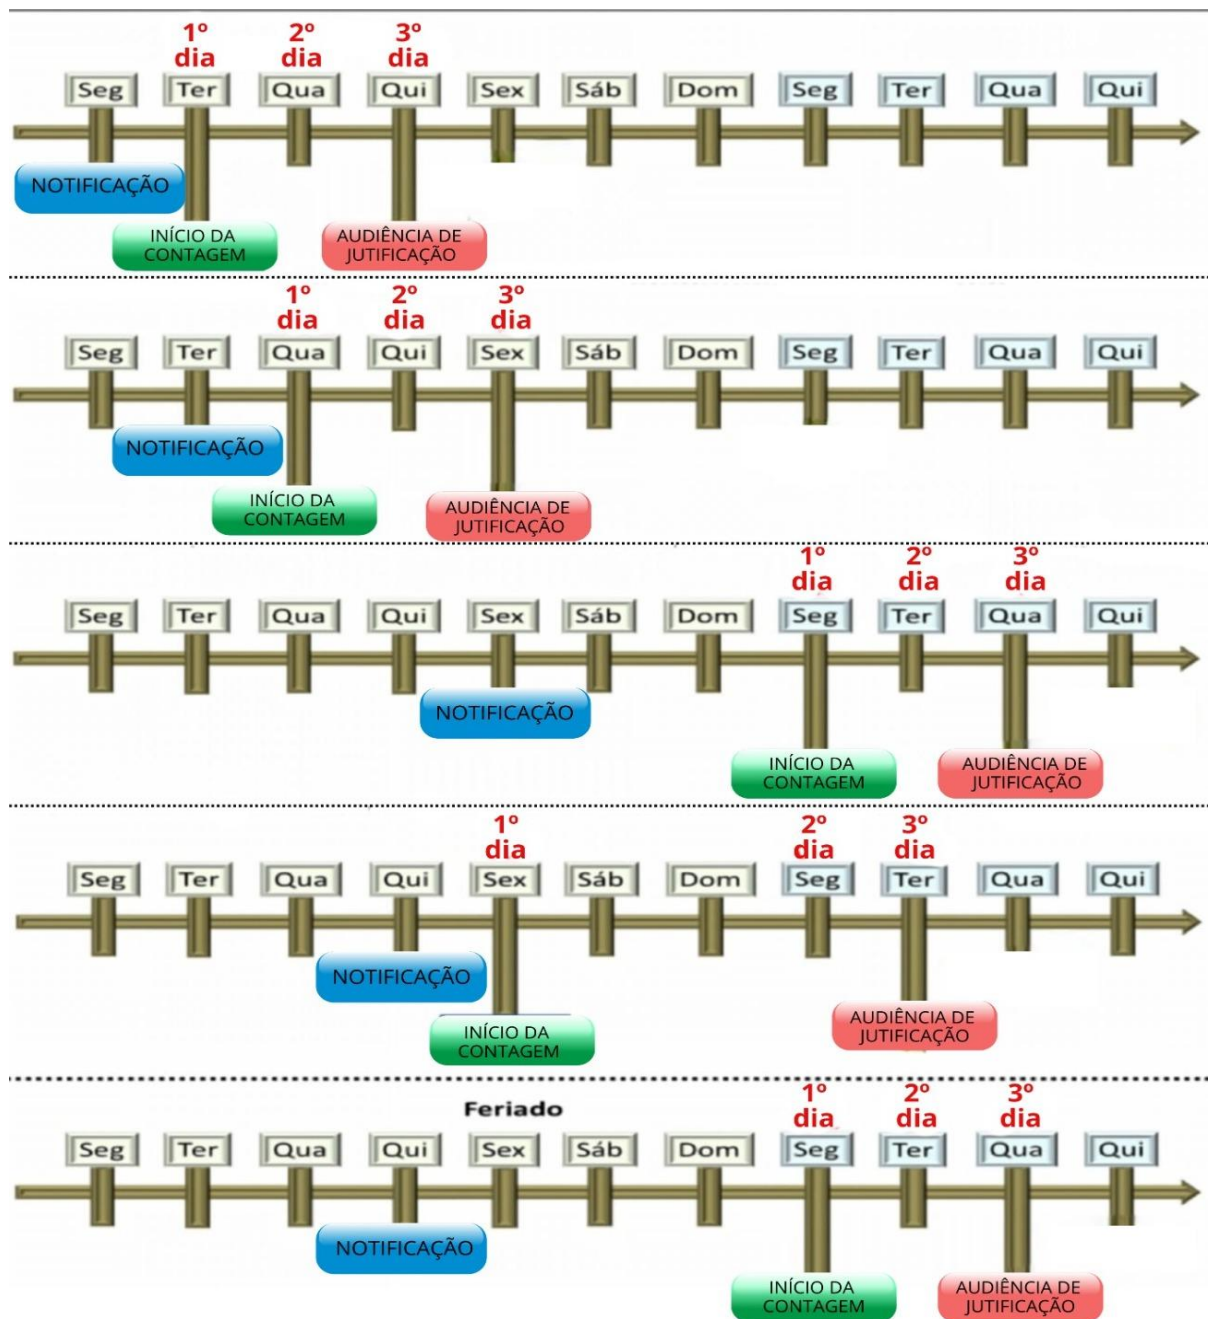 1º 2º 3º
dia dia dia
Seg Ter Qua Qui Sex Sáb Dom Seg Ter Qua Qui
NOTIFICAÇÃO
INÍCIO DA
CONTAGEM
AUDIÊNCIA DE
JUTIFICAÇÃO
1º 2º 3º
dia dia dia
Seg Ter Qua Qui Sex Sáb Dom Seg Ter Qua Qui
NOTIFICAÇÃO
INÍCIO DA
CONTAGEM
AUDIÊNCIA DE
JUTIFICAÇÃO
1º 2º 3º
dia dia dia
Seg Ter Qua Qui Sex Sáb Dom Seg Ter Qua Qui
NOTIFICAÇÃO
INÍCIO DA
CONTAGEM
AUDIÊNCIA DE
JUTIFICAÇÃO
1º 2º 3º
dia dia dia
Seg Ter Qua Qui Sex Sáb Dom Seg Ter Qua Qui
NOTIFICAÇÃO
INÍCIO DA
CONTAGEM
AUDIÊNCIA DE
JUTIFICAÇÃO
Feriado
1º 2º 3º
dia dia dia
Seg Ter Qua Qui Sex Sáb Dom Seg Ter Qua Qui
NOTIFICAÇÃO
INÍCIO DA
CONTAGEM
AUDIÊNCIA DE
JUTIFICAÇÃO